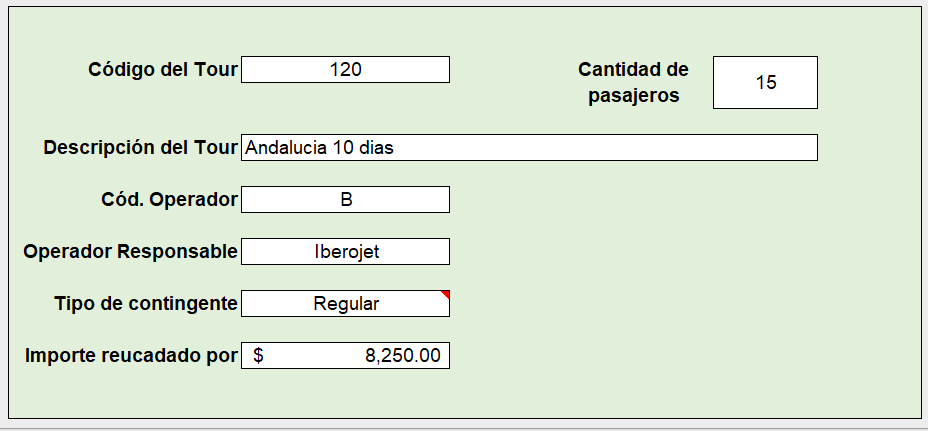 Código del Tour 120
Cantidad de
pasajeros 15
Descripción del Tour Andalucia 10 dias
Cód. Operador B
Operador Responsable Iberojet
Tipo de contingente Regular
Importe reucadado por $ 8,250.00